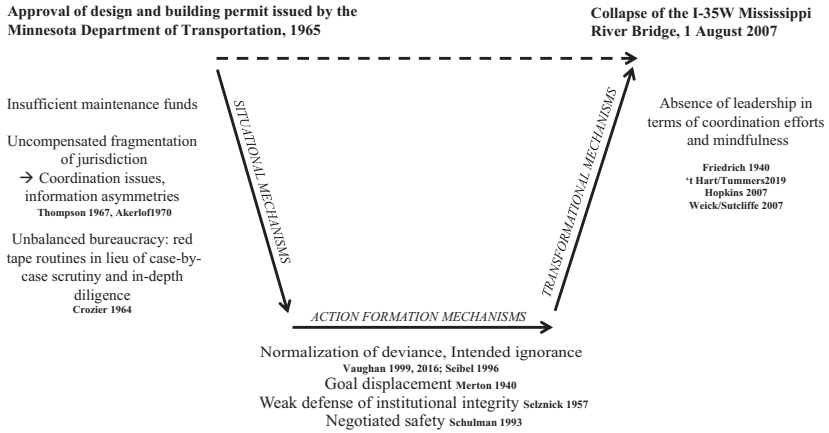 Approval of design and building permit issued by the
Minnesota Department of Transportation, 1965
Collapse of the I-35W Mississippi
River Bridge, 1 August 2007
Insufficient maintenance funds
Uncompensated fragmentation
of jurisdiction
→ Coordination issues,
information asymmetries
Thompson 1967, Akerlof1970
Unbalanced bureaucracy: red
tape routines in lieu of case-by-
case scrutiny and in-depth
diligence
Crozier 1964
SITUATIONAL MECHANISMS
ACTION FORMATION MECHANISMS
Normalization of deviance, Intended ignorance
Vaughan 1999, 2016; Seibel 1996
Goal displacement Merton 1940
Weak defense of institutional integrity Selznick 1957
Negotiated safety Schulman 1993
TRANSFORMATIONAL MECHANISMS
Absence of leadership in
terms of coordination efforts
and mindfulness
Friedrich 1940
‘t Hart/Tummers2019
Hopkins 2007
Weick/Sutcliffe 2007